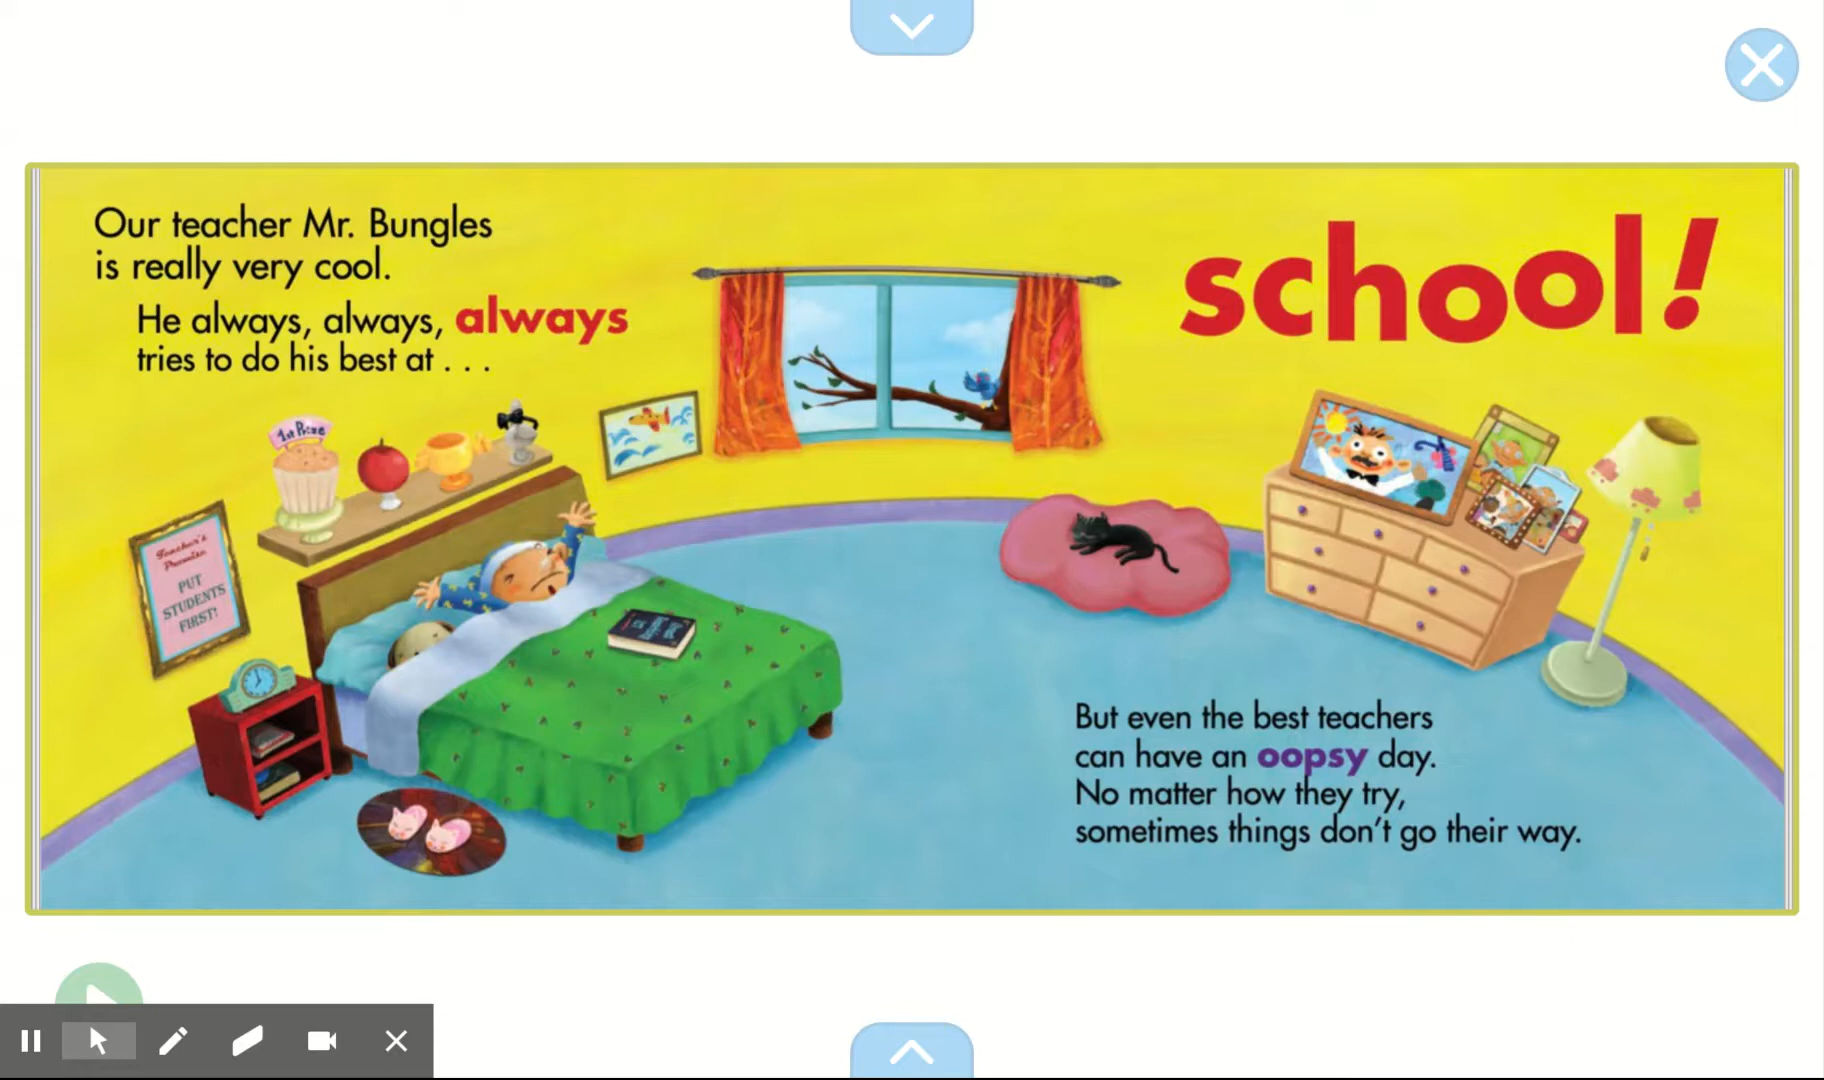 Our teacher Mr. Bungles
is really very cool.
He always, always, always
tries to do his best at . . .
school!
1st Prize
Teacher's
Promise
PUT
STUDENTS
FIRST!
But even the best teachers
can have an oopsy day.
No matter how they try,
sometimes things don't go their way.